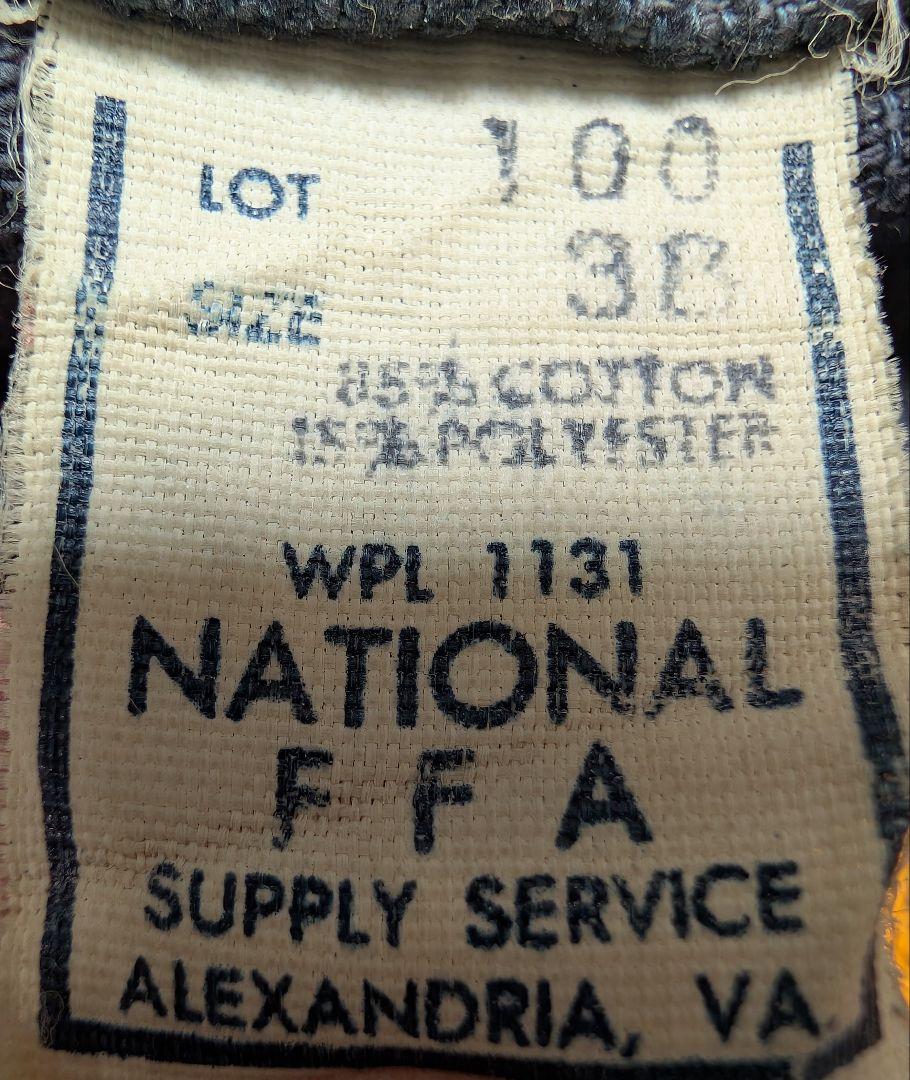 LOT 100
SIZE 38
85% COTTON
15% POLYESTER
WPL 1131
NATIONAL
F F A
SUPPLY SERVICE
ALEXANDRIA, VA